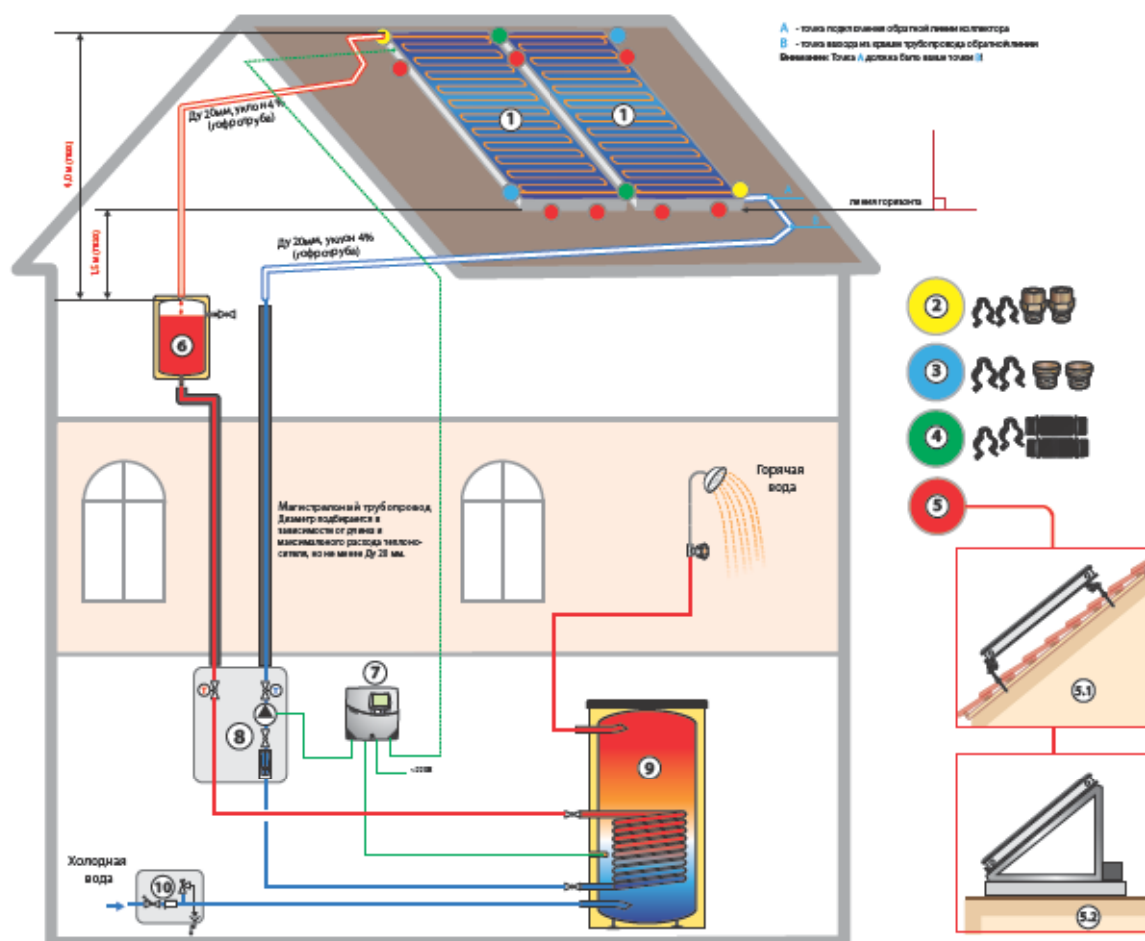 A - точка подключения обратной линии коллектора
B - точка выхода из крыши трубопровода обратной линии
Внимание: Точка A должна быть выше точки B!
Ду 20мм, уклон 4%
(гофротруба)
4,0 м (max)
1
1
A
B
линия горизонта
1,5 м (max)
Ду 20мм, уклон 4%
(гофротруба)
6
2
3
4
5
Горячая
вода
Магистральный трубопровод
Диаметр подбирается в
зависимости от длины и
максимального расхода теплоно-
сителя, но не менее Ду 20 мм.
5.1
T
T
7
8
~220В
9
Холодная
вода
10
5.2